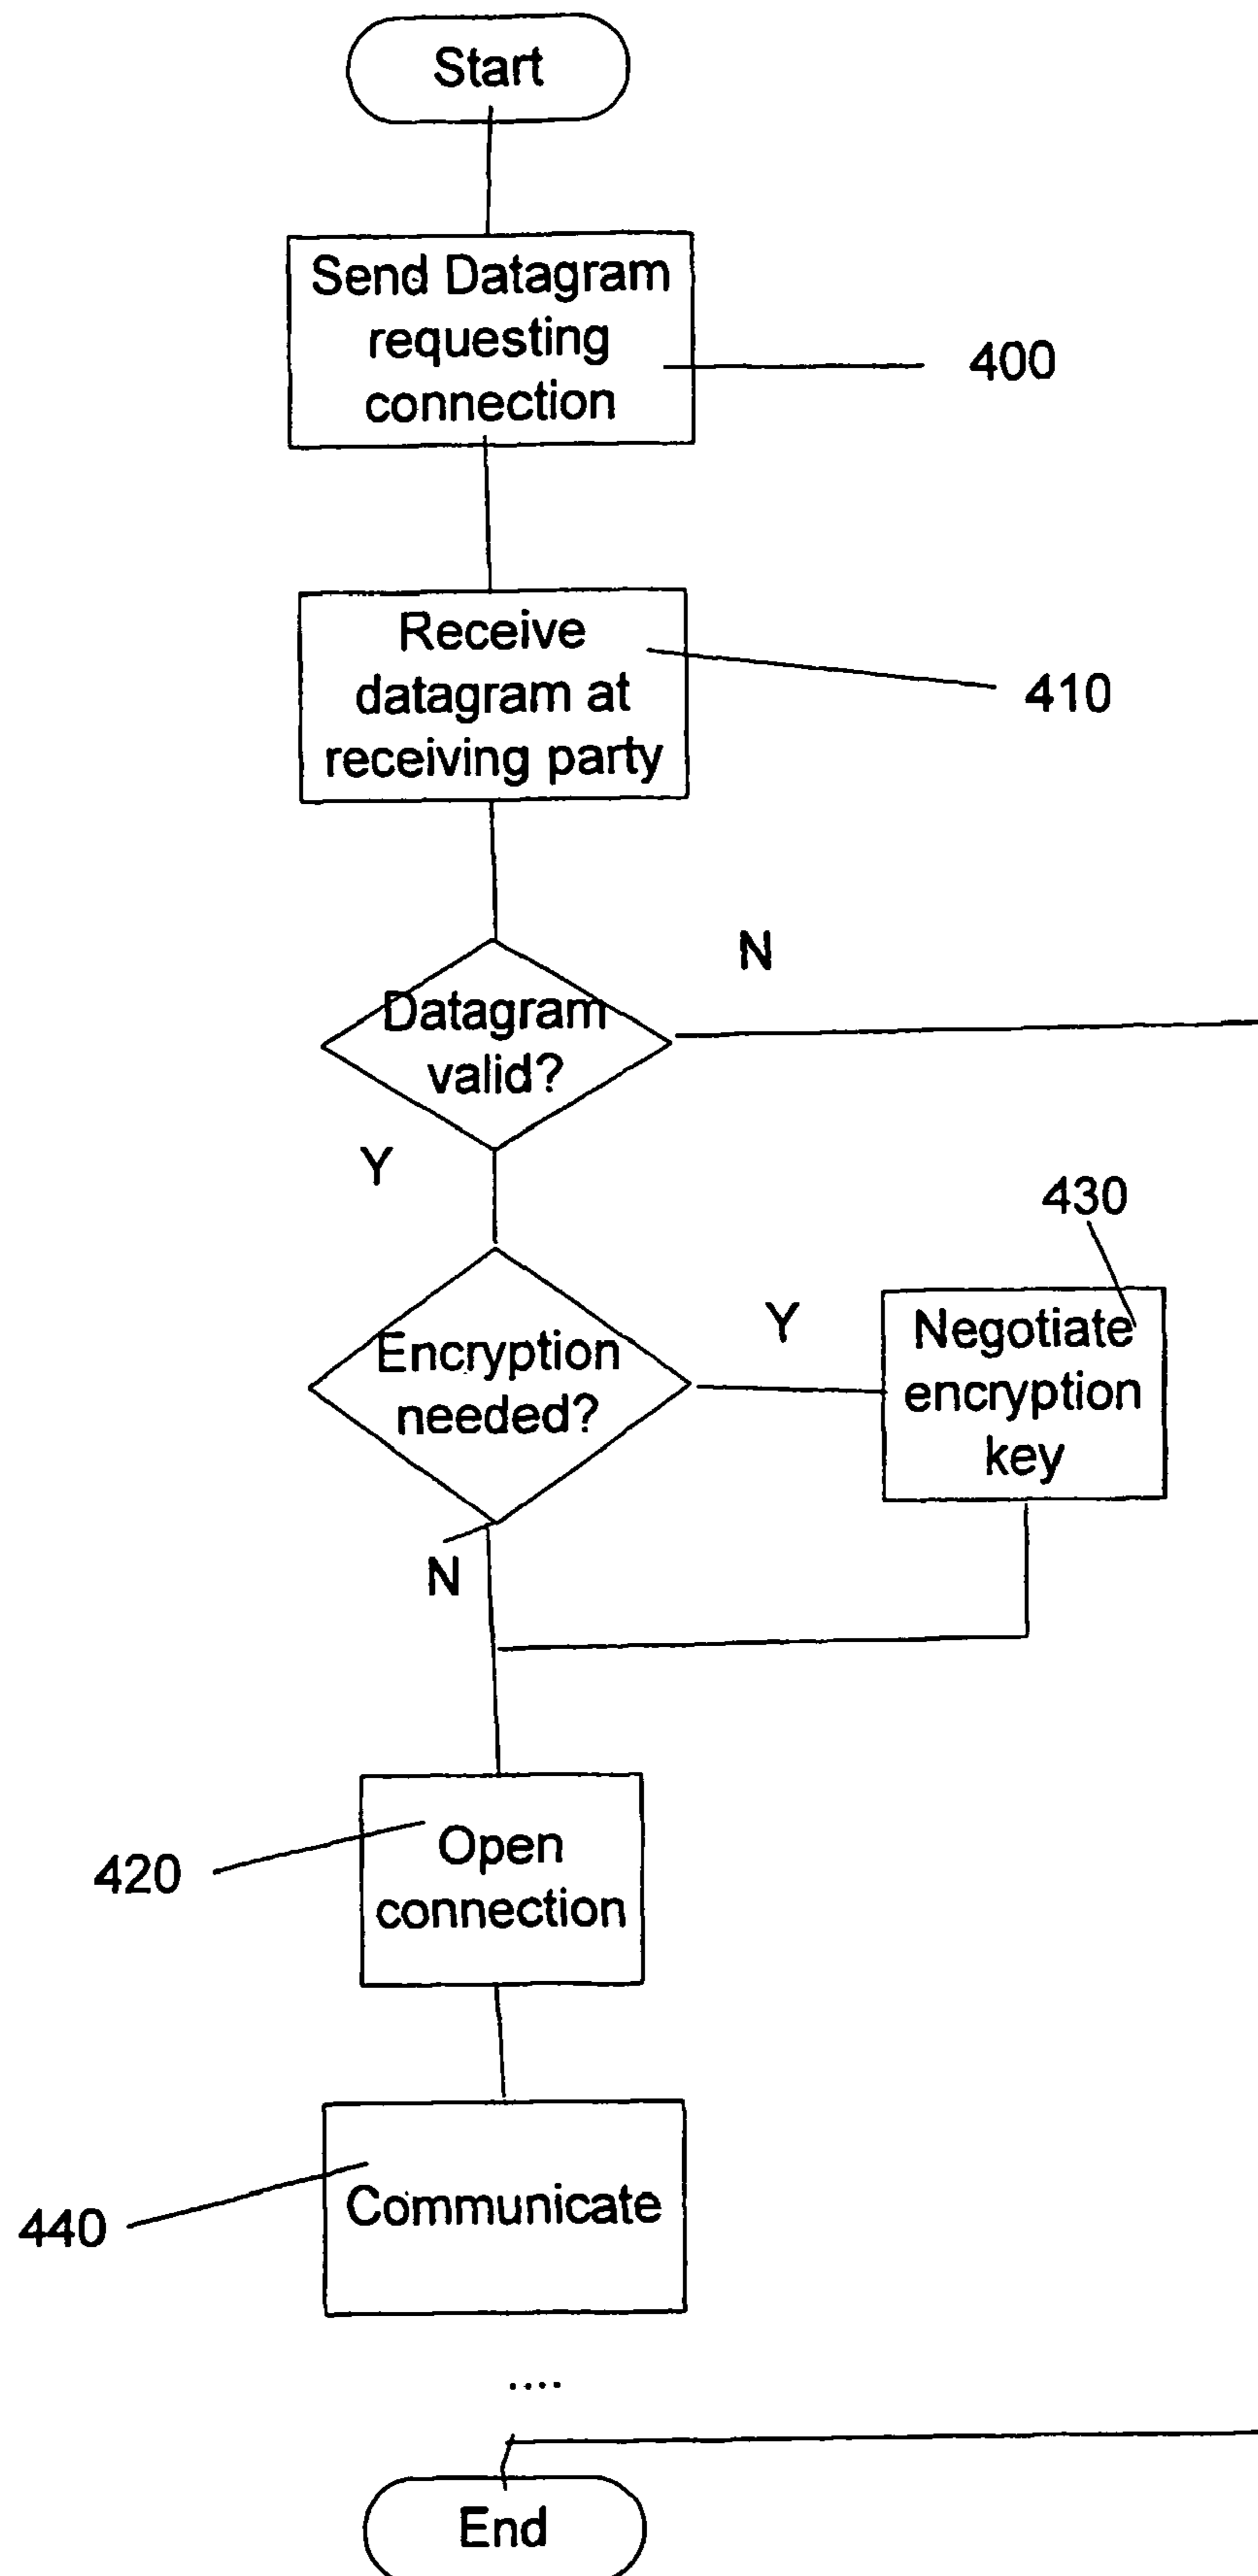 Start
Send Datagram
requesting
connection
400
Receive
datagram at
receiving party
410
N
Datagram
valid?
Y
430
Encryption
needed?
Y
Negotiate
encryption
key
N
420
Open
connection
440
Communicate
....
End